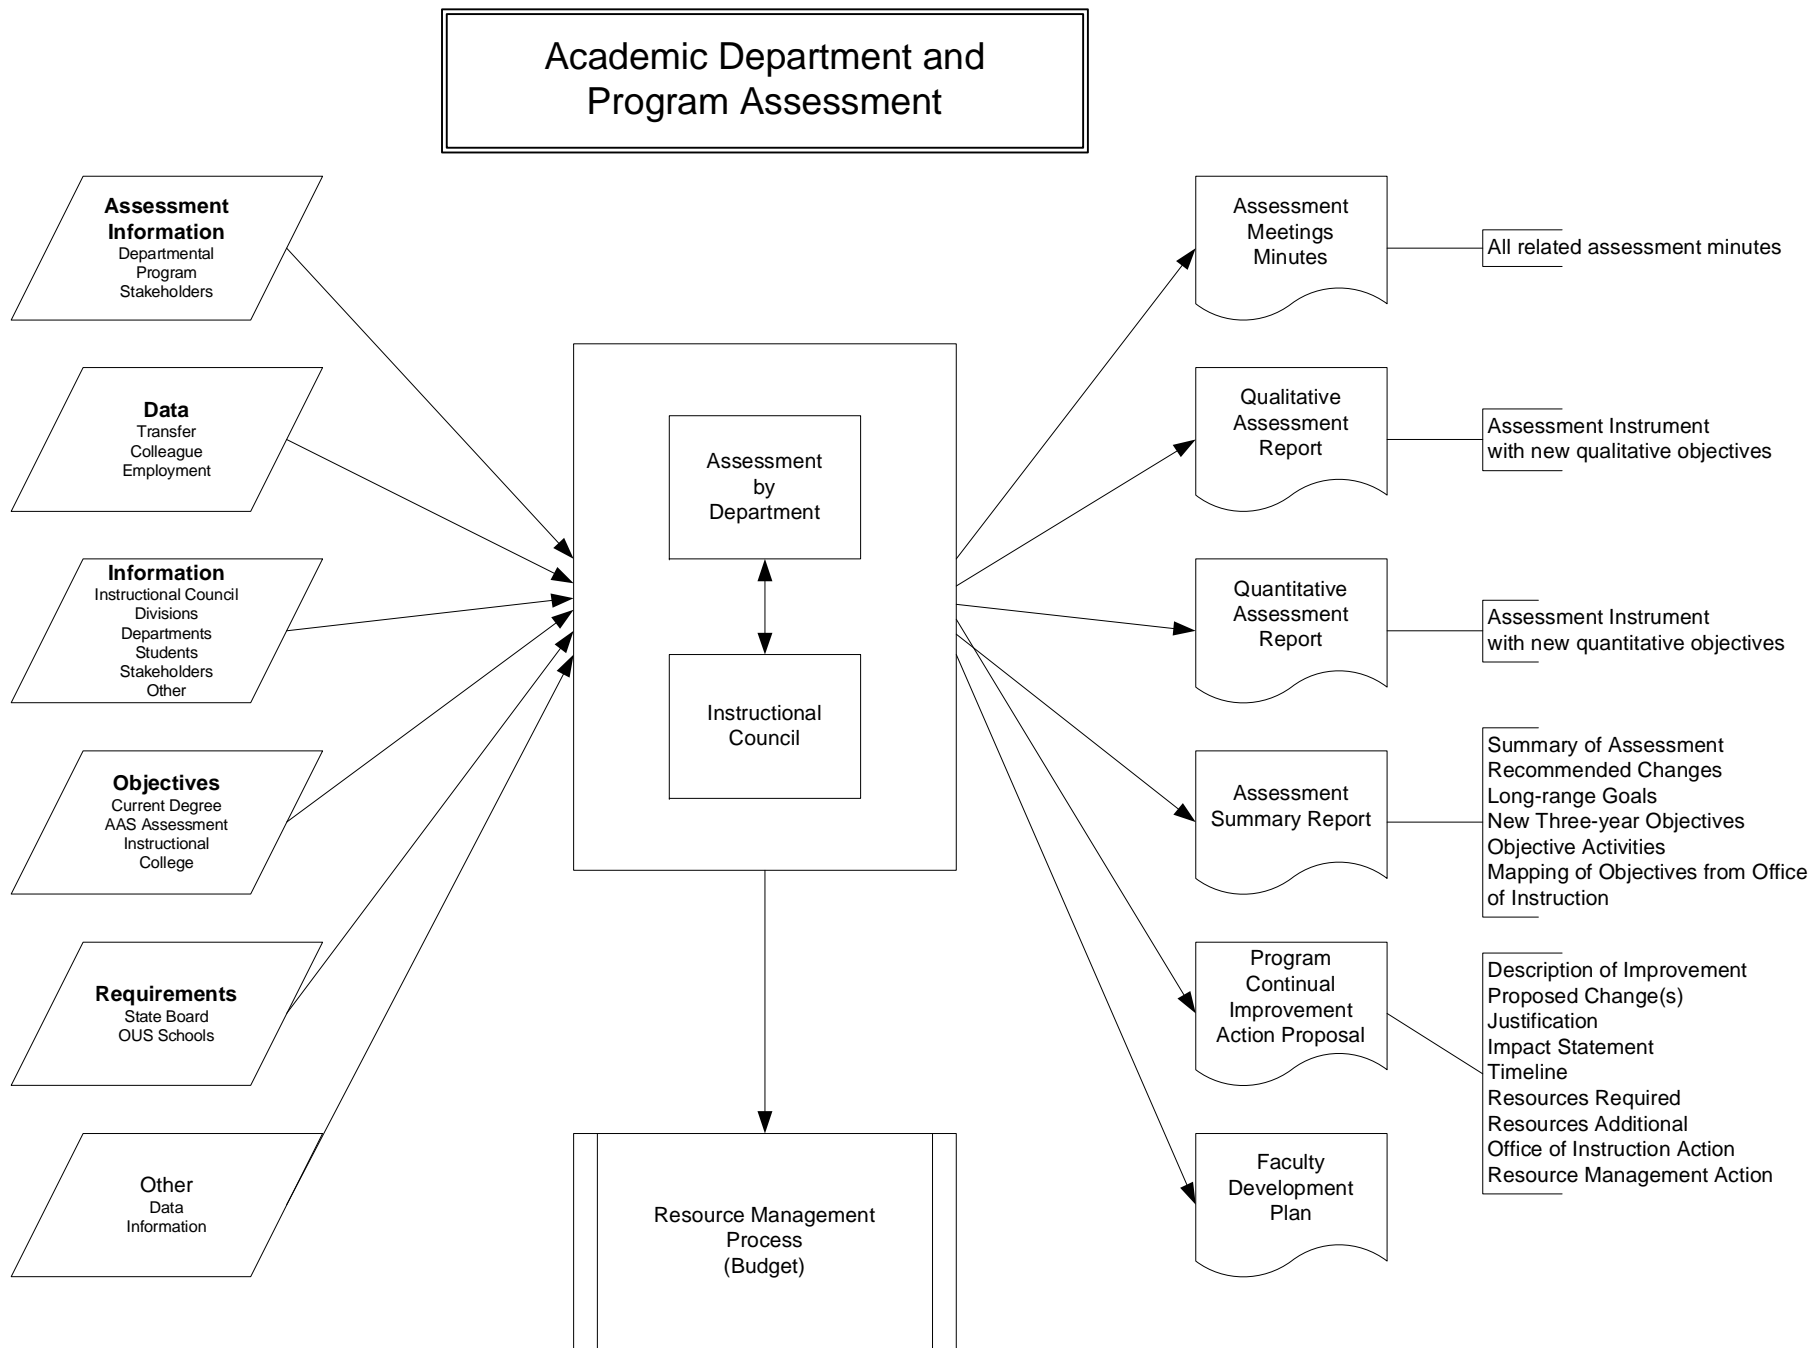 Academic Department and
Program Assessment
Assessment
Information
Departmental
Program
Stakeholders
Data
Transfer
Colleague
Employment
Information
Instructional Council
Divisions
Departments
Students
Stakeholders
Other
Objectives
Current Degree
AAS Assessment
Instructional
College
Requirements
State Board
OUS Schools
Other
Data
Information
Assessment
by
Department
Instructional
Council
Resource Management
Process
(Budget)
Assessment
Meetings
Minutes
All related assessment minutes
Qualitative
Assessment
Report
Assessment Instrument
with new qualitative objectives
Quantitative
Assessment
Report
Assessment Instrument
with new quantitative objectives
Assessment
Summary Report
Summary of Assessment
Recommended Changes
Long-range Goals
New Three-year Objectives
Objective Activities
Mapping of Objectives from Office
of Instruction
Program
Continual
Improvement
Action Proposal
Description of Improvement
Proposed Change(s)
Justification
Impact Statement
Timeline
Resources Required
Resources Additional
Office of Instruction Action
Resource Management Action
Faculty
Development
Plan